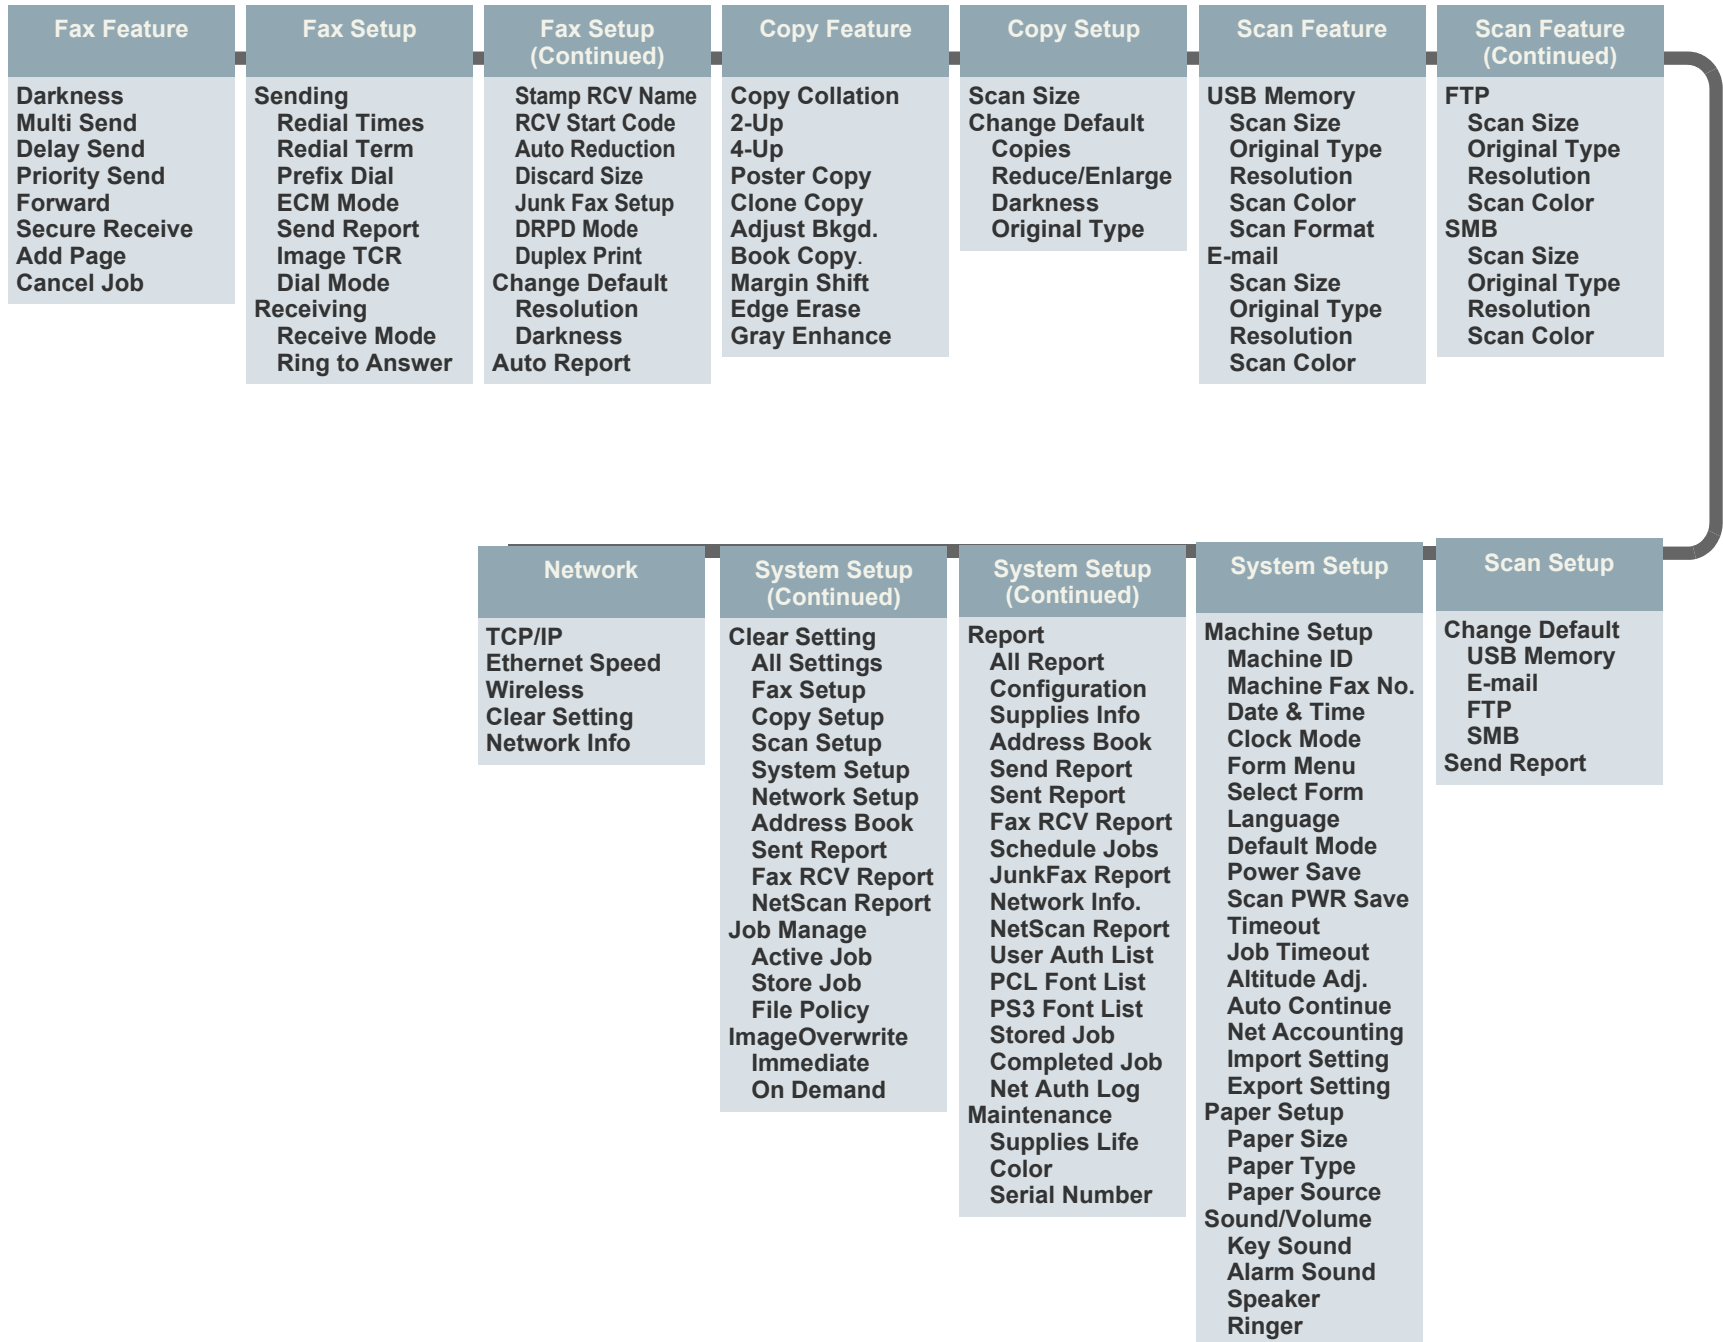 Fax Feature
Darkness
Multi Send
Delay Send
Priority Send
Forward
Secure Receive
Add Page
Cancel Job
Fax Setup
Sending
Redial Times
Redial Term
Prefix Dial
ECM Mode
Send Report
Image TCR
Dial Mode
Receiving
Receive Mode
Ring to Answer
Fax Setup
(Continued)
Stamp RCV Name
RCV Start Code
Auto Reduction
Discard Size
Junk Fax Setup
DRPD Mode
Duplex Print
Change Default
Resolution
Darkness
Auto Report
Copy Feature
Copy Collation
2-Up
4-Up
Poster Copy
Clone Copy
Adjust Bkgd.
Book Copy.
Margin Shift
Edge Erase
Gray Enhance
Copy Setup
Scan Size
Change Default
Copies
Reduce/Enlarge
Darkness
Original Type
Scan Feature
USB Memory
Scan Size
Original Type
Resolution
Scan Color
Scan Format
E-mail
Scan Size
Original Type
Resolution
Scan Color
Scan Feature
(Continued)
FTP
Scan Size
Original Type
Resolution
Scan Color
SMB
Scan Size
Original Type
Resolution
Scan Color
Network
TCP/IP
Ethernet Speed
Wireless
Clear Setting
Network Info
System Setup
(Continued)
Clear Setting
All Settings
Fax Setup
Copy Setup
Scan Setup
System Setup
Network Setup
Address Book
Sent Report
Fax RCV Report
NetScan Report
Job Manage
Active Job
Store Job
File Policy
ImageOverwrite
Immediate
On Demand
System Setup
(Continued)
Report
All Report
Configuration
Supplies Info
Address Book
Send Report
Sent Report
Fax RCV Report
Schedule Jobs
JunkFax Report
Network Info.
NetScan Report
User Auth List
PCL Font List
PS3 Font List
Stored Job
Completed Job
Net Auth Log
Maintenance
Supplies Life
Color
Serial Number
System Setup
Machine Setup
Machine ID
Machine Fax No.
Date & Time
Clock Mode
Form Menu
Select Form
Language
Default Mode
Power Save
Scan PWR Save
Timeout
Job Timeout
Altitude Adj.
Auto Continue
Net Accounting
Import Setting
Export Setting
Paper Setup
Paper Size
Paper Type
Paper Source
Sound/Volume
Key Sound
Alarm Sound
Speaker
Ringer
Scan Setup
Change Default
USB Memory
E-mail
FTP
SMB
Send Report